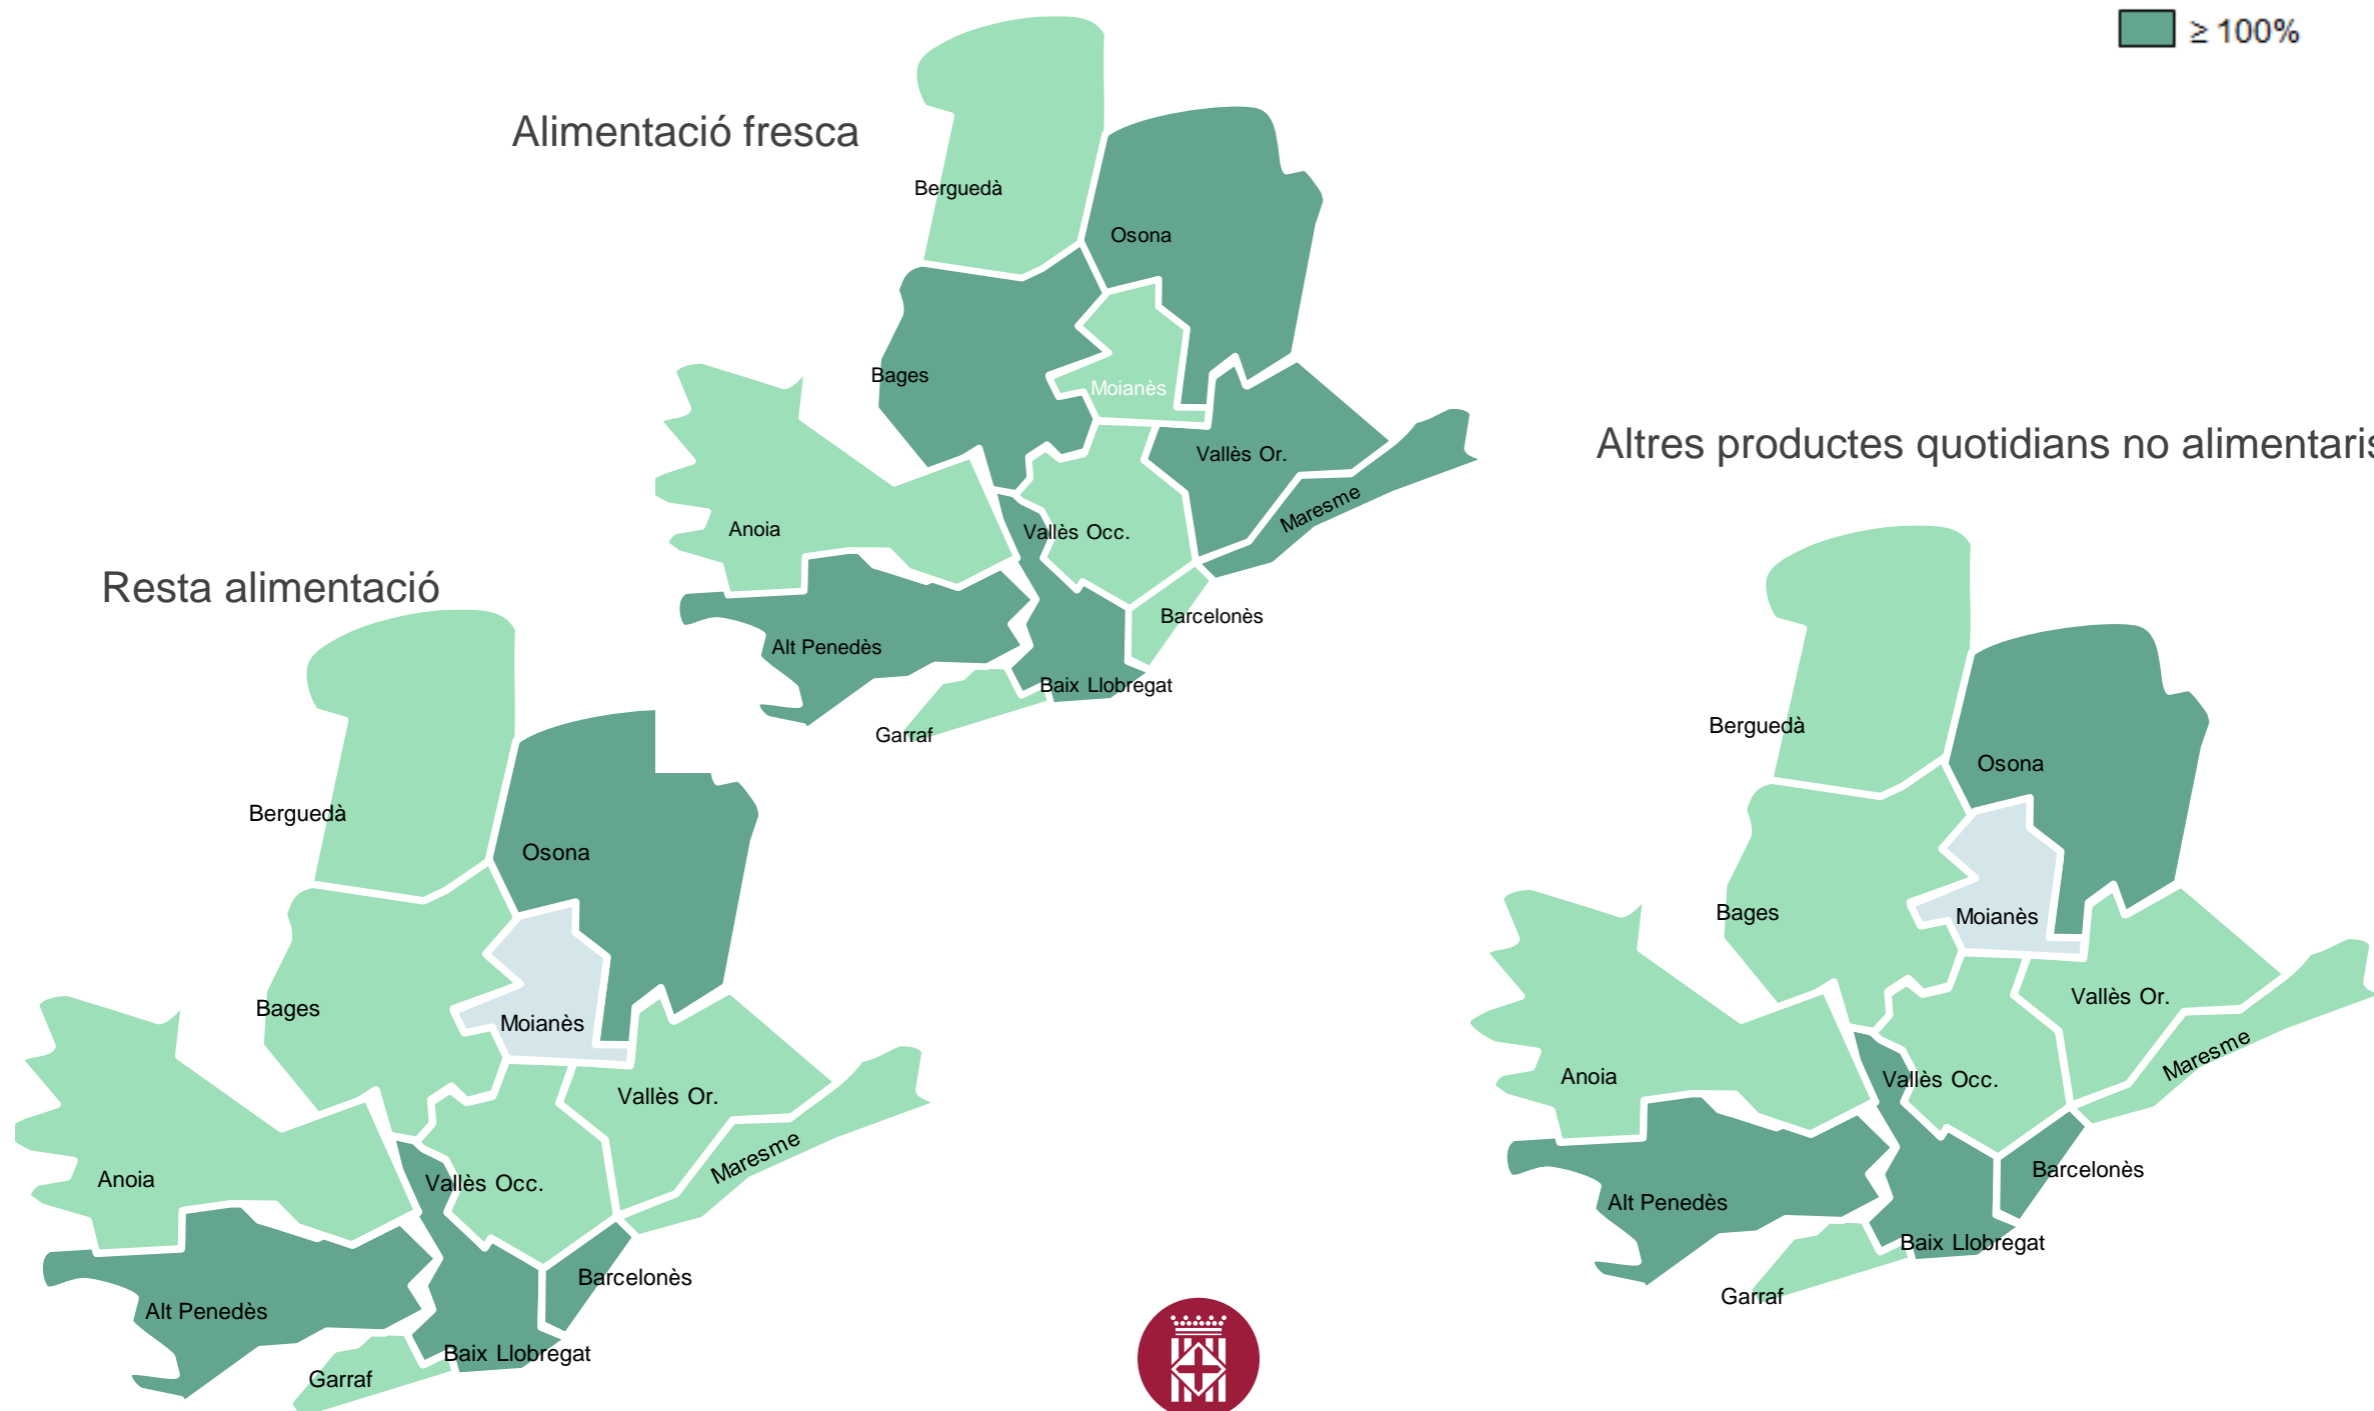 ≥ 100%
Alimentació fresca
Berguedà
Osona
Bages
Moianès
Vallès Or.
Maresme
Anoia
Vallès Occ.
Barcelonès
Alt Penedès
Baix Llobregat
Garraf
Resta alimentació
Berguedà
Osona
Bages
Moianès
Vallès Or.
Maresme
Anoia
Vallès Occ.
Barcelonès
Alt Penedès
Baix Llobregat
Garraf
Altres productes quotidians no alimentaris
Berguedà
Osona
Bages
Moianès
Vallès Or.
Maresme
Anoia
Vallès Occ.
Barcelonès
Alt Penedès
Baix Llobregat
Garraf